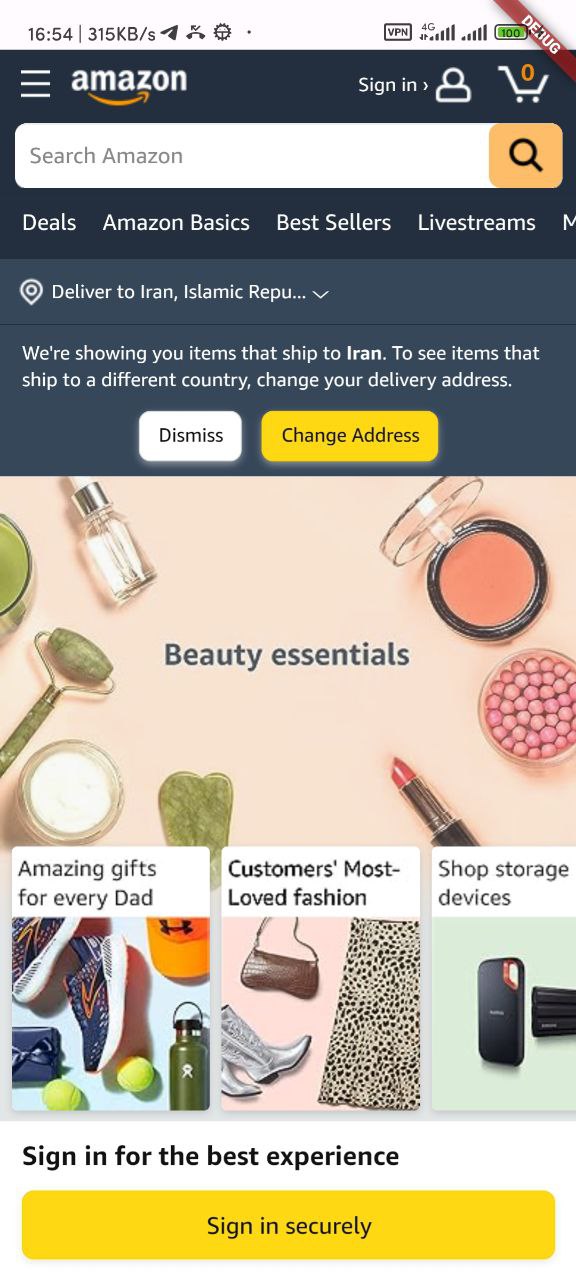 16:54 | 315KB/s
VPN 4G 100
DEBUG
amazon
Sign in ›
0
Search Amazon
Deals Amazon Basics Best Sellers Livestreams M
Deliver to Iran, Islamic Repu...
We're showing you items that ship to Iran. To see items that
ship to a different country, change your delivery address.
Dismiss Change Address
Beauty essentials
Amazing gifts
for every Dad
Customers' Most-
Loved fashion
Shop storage
devices
Sign in for the best experience
Sign in securely